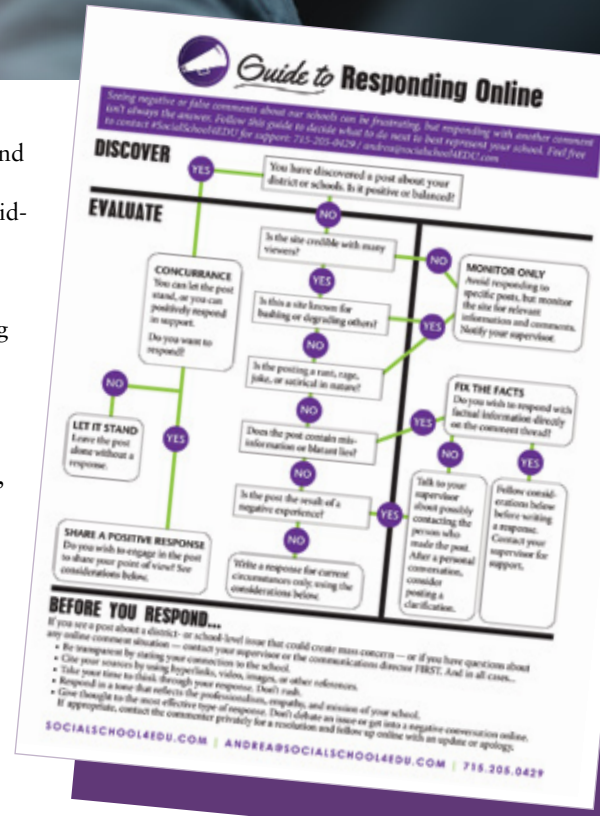 nd
id-
g
,
Guide to Responding Online
Seeing negative or false comments about our schools can be frustrating, but responding with another comment
isn't always the answer. Follow this guide to decide what to do next to best represent your school. Feel free
to contact #SocialSchool4EDU for support: 715-205-0429 / andrea@socialschool4EDU.com
DISCOVER
YES
You have discovered a post about your
district or schools. Is it positive or balanced?
EVALUATE
NO
Is the site credible with many
viewers?
NO
MONITOR ONLY
Avoid responding to
specific posts, but monitor
the site for relevant
information and comments.
Notify your supervisor.
CONCURRANCE
You can let the post
stand, or you can
positively respond
in support.
Do you want to
respond?
YES
Is this a site known for
bashing or degrading others?
YES
NO
Is the posting a rant, rage,
joke, or satirical in nature?
NO
FIX THE FACTS
Do you wish to respond with
factual information directly
on the comment thread?
NO
LET IT STAND
Leave the post
alone without a
response.
YES
Does the post contain mis-
information or blatant lies?
YES
NO
YES
NO
Is the post the result of a
negative experience?
YES
Talk to your
supervisor
about possibly
contacting the
person who
made the post.
After a personal
conversation,
consider
posting a
clarification.
Follow consid-
erations below
before writing
a response.
Contact your
supervisor for
support.
NO
SHARE A POSITIVE RESPONSE
Do you wish to engage in the post
to share your point of view? See
considerations below.
Write a response for current
circumstances only, using the
considerations below.
BEFORE YOU RESPOND...
If you see a post about a district- or school-level issue that could create mass concern — or if you have questions about
any online comment situation — contact your supervisor or the communications director FIRST. And in all cases...
• Be transparent by stating your connection to the school.
• Cite your sources by using hyperlinks, video, images, or other references.
• Take your time to think through your response. Don't rush.
• Respond in a tone that reflects the professionalism, empathy, and mission of your school.
• Give thought to the most effective type of response. Don't debate an issue or get into a negative conversation online.
If appropriate, contact the commenter privately for a resolution and follow up online with an update or apology.
SOCIALSCHOOL4EDU.COM | ANDREA@SOCIALSCHOOL4EDU.COM | 715.205.0429